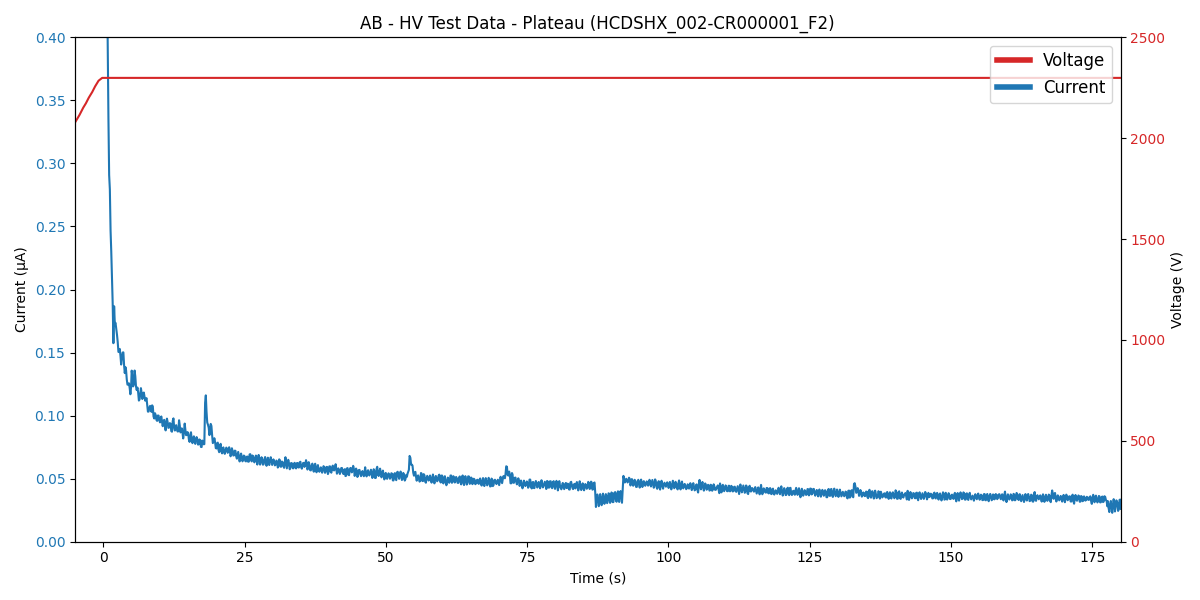 AB - HV Test Data - Plateau (HCDSHX_002-CR000001_F2)
0.40
0.35
0.30
0.25
0.20
0.15
0.10
0.05
0.00
Current (µA)
2500
2000
1500
1000
500
0
Voltage (V)
Voltage
Current
0 25 50 75 100 125 150 175
Time (s)